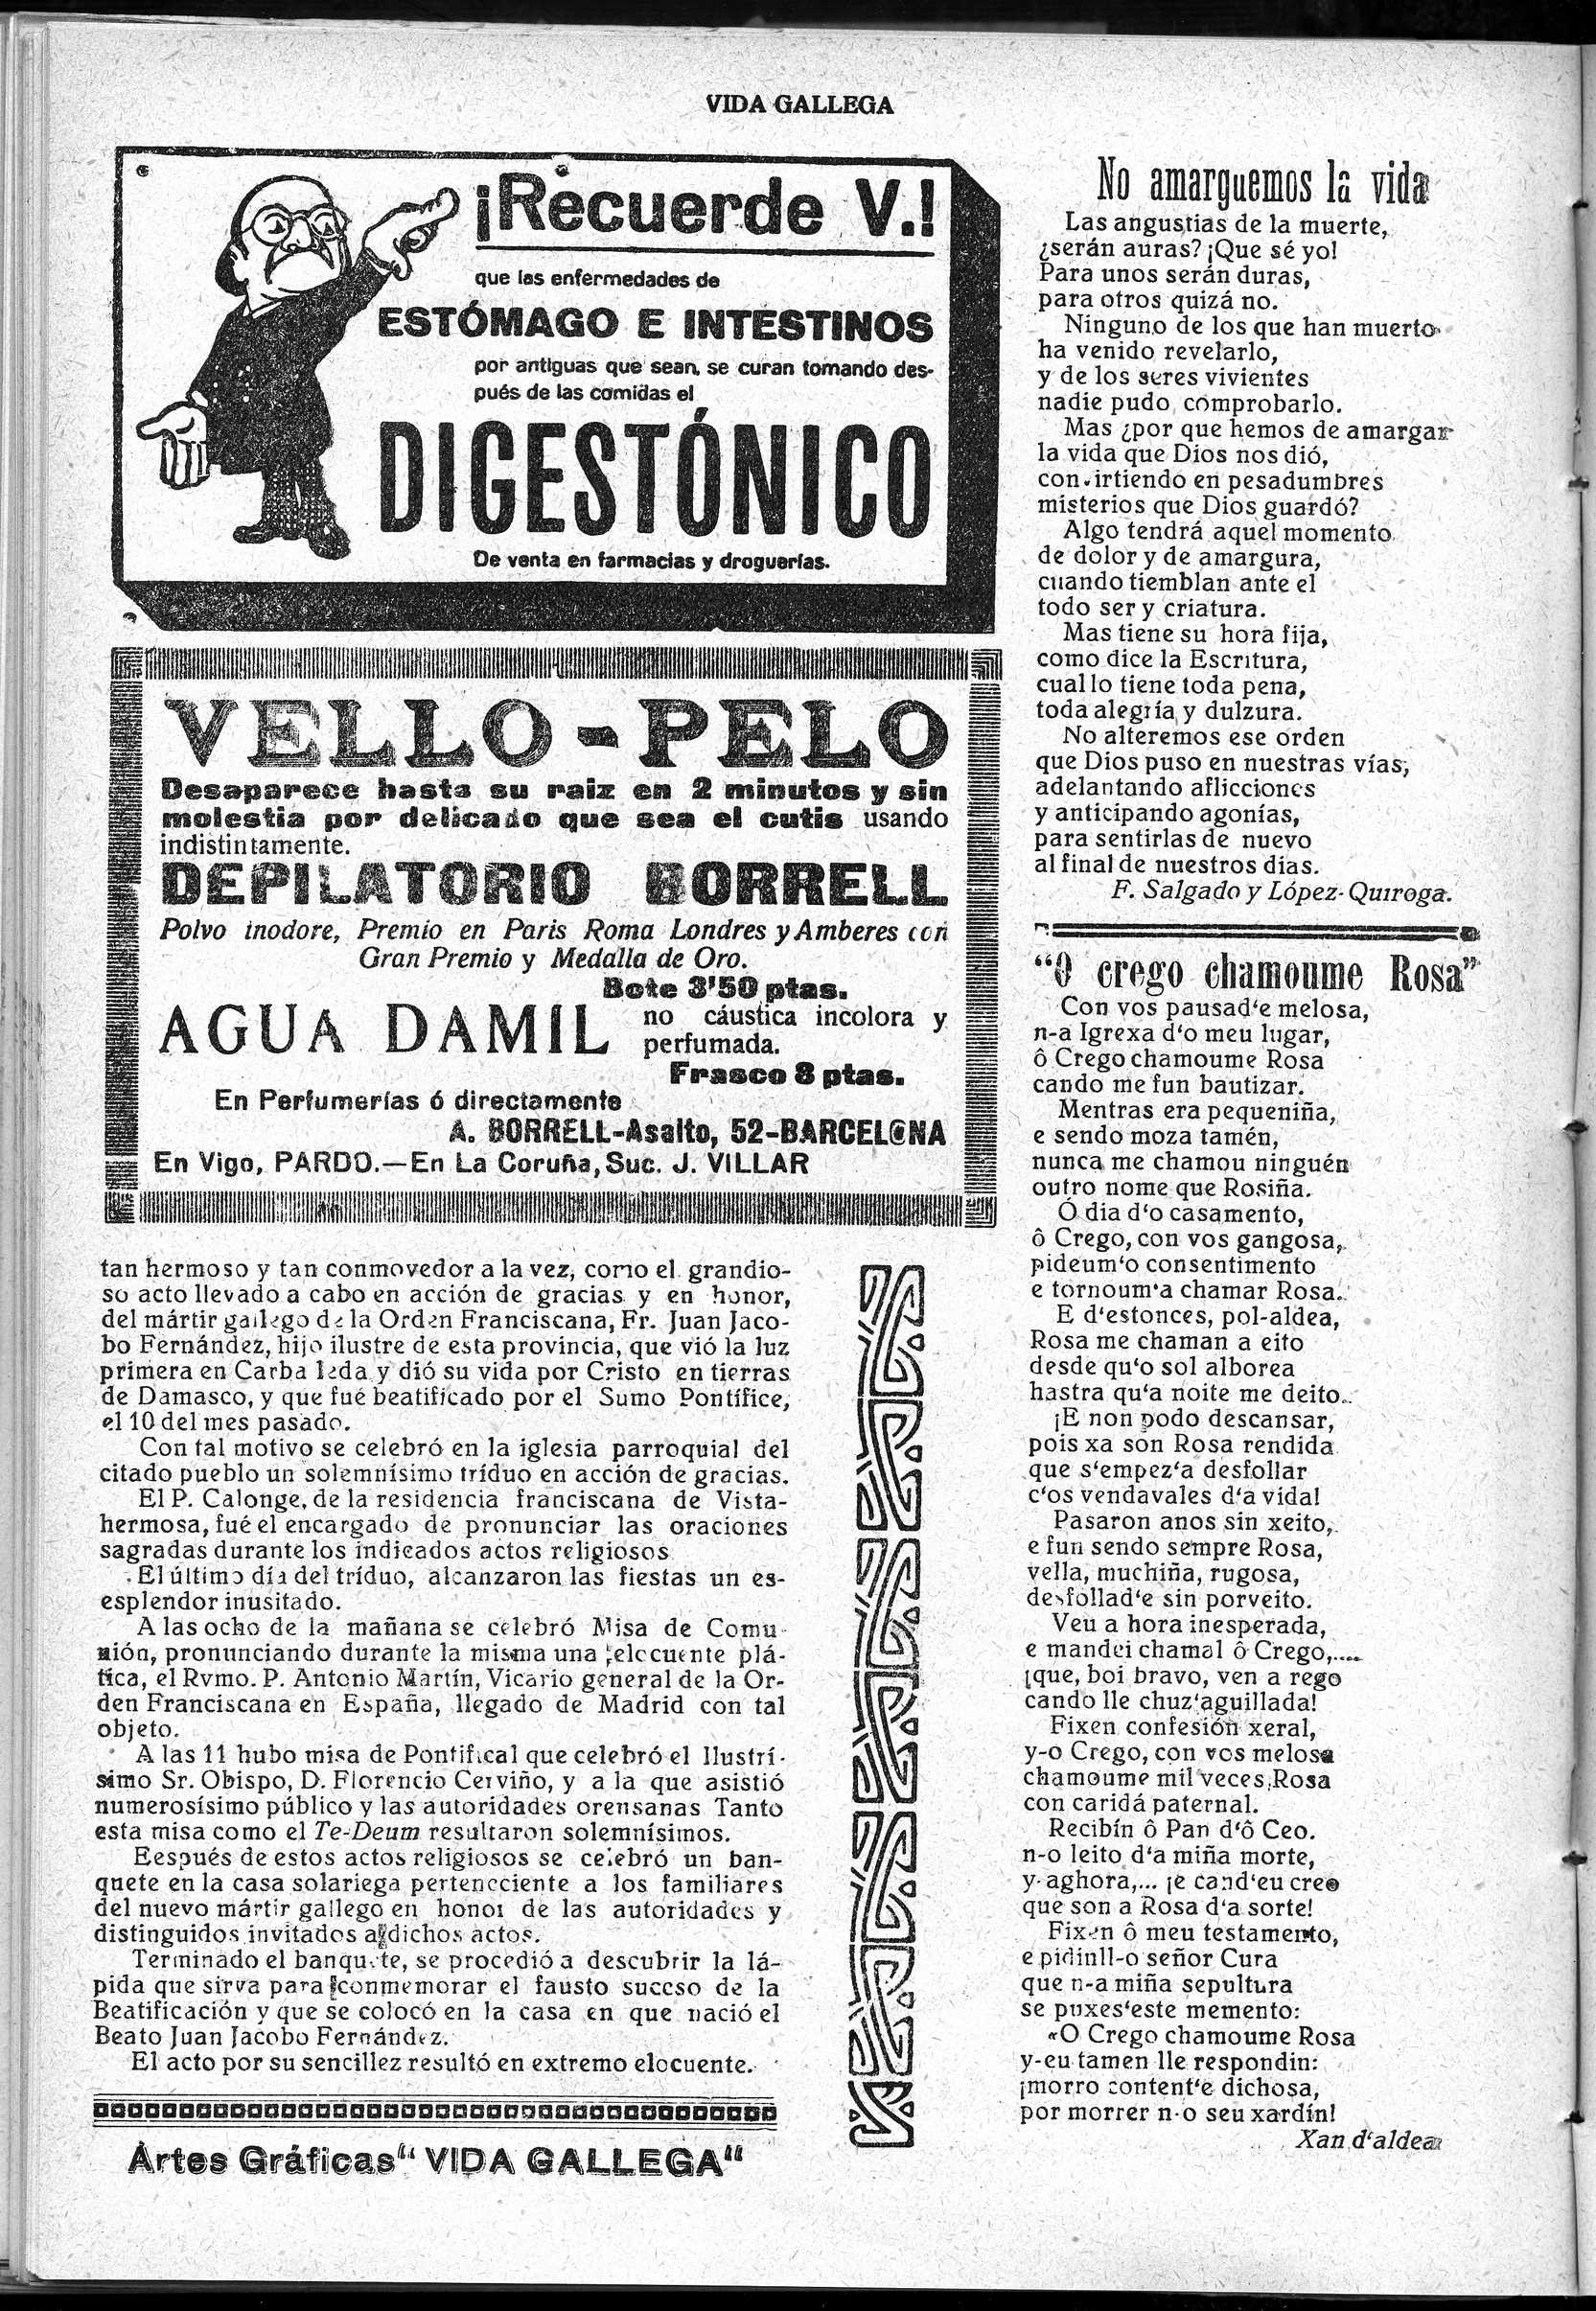 VIDA GALLEGA
¡Recuerde V.!
que las enfermedades de
ESTÓMAGO E INTESTINOS
por antiguas que sean, se curan tomando des-
pués de las comidas el
DIGESTÓNICO
De venta en farmacias y droguerías.
VELLO-PELO
Desaparece hasta su raiz en 2 minutos y sin
molestia por delicado que sea el cutis usando
indistintamente.
DEPILATORIO BORRELL
Polvo inodore, Premio en Paris Roma Londres y Amberes con
Gran Premio y Medalla de Oro.
Bote 3'50 ptas.
AGUA DAMIL
no cáustica incolora y
perfumada.
Frasco 8 ptas.
En Perfumerías ó directamente
A. BORRELL-Asalto, 52-BARCELONA
En Vigo, PARDO.—En La Coruña, Suc. J. VILLAR
tan hermoso y tan conmovedor a la vez, como el grandio-
so acto llevado a cabo en acción de gracias y en honor,
del mártir gallego de la Orden Franciscana, Fr. Juan Jaco-
bo Fernández, hijo ilustre de esta provincia, que vió la luz
primera en Carballeda y dió su vida por Cristo en tierras
de Damasco, y que fué beatificado por el Sumo Pontífice,
el 10 del mes pasado.
Con tal motivo se celebró en la iglesia parroquial del
citado pueblo un solemnísimo tríduo en acción de gracias.
El P. Calonge, de la residencia franciscana de Vista-
hermosa, fué el encargado de pronunciar las oraciones
sagradas durante los indicados actos religiosos
El último día del tríduo, alcanzaron las fiestas un es-
esplendor inusitado.
A las ocho de la mañana se celebró Misa de Comu-
nión, pronunciando durante la misma una elocuente plá-
tica, el Rvmo. P. Antonio Martín, Vicario general de la Or-
den Franciscana en España, llegado de Madrid con tal
objeto.
A las 11 hubo misa de Pontifical que celebró el Ilustrí-
simo Sr. Obispo, D. Florencio Cerviño, y a la que asistió
numerosísimo público y las autoridades orensanas Tanto
esta misa como el Te-Deum resultaron solemnísimos.
Eespués de estos actos religiosos se celebró un ban-
quete en la casa solariega perteneciente a los familiares
del nuevo mártir gallego en honor de las autoridades y
distinguidos invitados a dichos actos.
Terminado el banquete, se procedió a descubrir la lá-
pida que sirva para conmemorar el fausto suceso de la
Beatificación y que se colocó en la casa en que nació el
Beato Juan Jacobo Fernández.
El acto por su sencillez resultó en extremo elocuente.
Artes Gráficas“ VIDA GALLEGA“
No amarguemos la vida
Las angustias de la muerte,
¿serán auras? ¡Que sé yo!
Para unos serán duras,
para otros quizá no.
Ninguno de los que han muerto
ha venido revelarlo,
y de los seres vivientes
nadie pudo comprobarlo.
Mas ¿por que hemos de amargar
la vida que Dios nos dió,
convirtiendo en pesadumbres
misterios que Dios guardó?
Algo tendrá aquel momento
de dolor y de amargura,
cuando tiemblan ante el
todo ser y criatura.
Mas tiene su hora fija,
como dice la Escritura,
cual lo tiene toda pena,
toda alegría y dulzura.
No alteremos ese orden
que Dios puso en nuestras vías,
adelantando aflicciones
y anticipando agonías,
para sentirlas de nuevo
al final de nuestros días.
F. Salgado y López-Quiroga.
“O crego chamoume Rosa”
Con vos pausad‘e melosa,
n-a Igrexa d‘o meu lugar,
ô Crego chamoume Rosa
cando me fun bautizar.
Mentras era pequeniña,
e sendo moza tamén,
nunca me chamou ninguén
outro nome que Rosiña.
Ó dia d‘o casamento,
ô Crego, con vos gangosa,
pideum‘o consentimento
e tornoum‘a chamar Rosa.
E d‘estonces, pol-aldea,
Rosa me chaman a eito
desde qu‘o sol alborea
hastra qu‘a noite me deito.
¡E non podo descansar,
pois xa son Rosa rendida
que s‘empez‘a desfollar
c‘os vendavales d‘a vida!
Pasaron anos sin xeito,
e fun sendo sempre Rosa,
vella, muchiña, rugosa,
desfollad‘e sin porveito.
Veu a hora inesperada,
e mandei chamal ô Crego,....
¡que, boi bravo, ven a rego
cando lle chuz‘aguillada!
Fixen confesión xeral,
y-o Crego, con vos melosa
chamoume mil veces Rosa
con caridá paternal.
Recibín ô Pan d‘ô Ceo.
n-o leito d‘a miña morte,
y-aghora,... ¡e cand‘eu creo
que son a Rosa d‘a sorte!
Fixen ô meu testamento,
e pidinll-o señor Cura
que n-a miña sepultura
se puxes‘este memento:
«O Crego chamoume Rosa
y-eu tamen lle respondin:
¡morro content‘e dichosa,
por morrer n-o seu xardín!
Xan d‘aldea